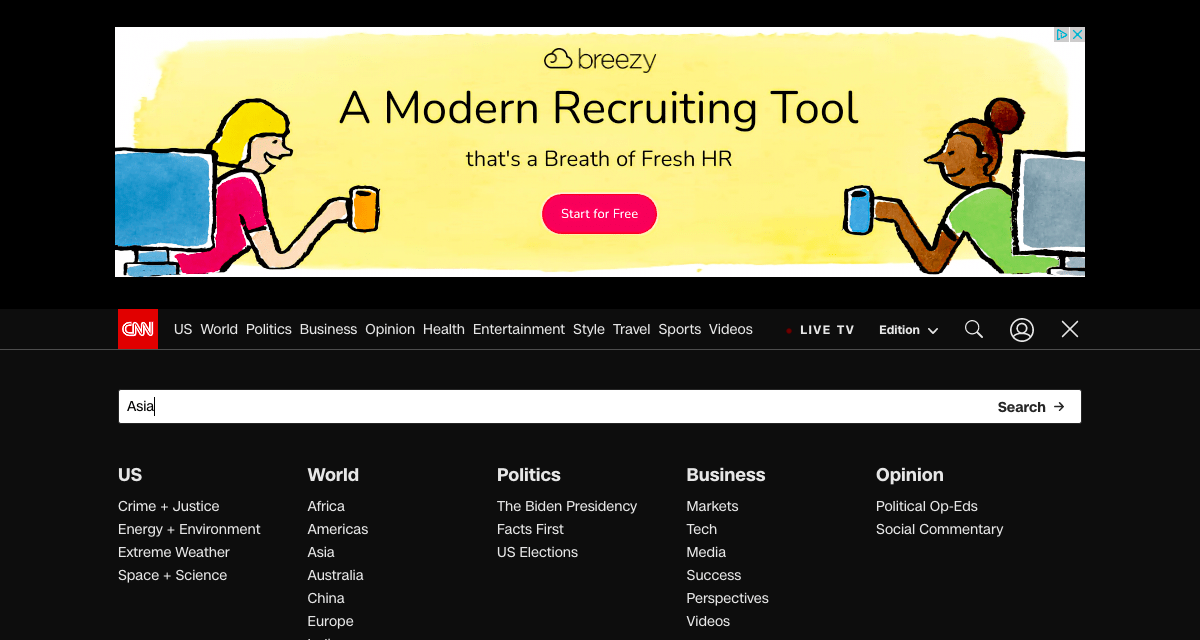 breezy
A Modern Recruiting Tool
that's a Breath of Fresh HR
Start for Free
CNN US World Politics Business Opinion Health Entertainment Style Travel Sports Videos LIVE TV Edition
Asia Search
US
Crime + Justice
Energy + Environment
Extreme Weather
Space + Science
World
Africa
Americas
Asia
Australia
China
Europe
Politics
The Biden Presidency
Facts First
US Elections
Business
Markets
Tech
Media
Success
Perspectives
Videos
Opinion
Political Op-Eds
Social Commentary